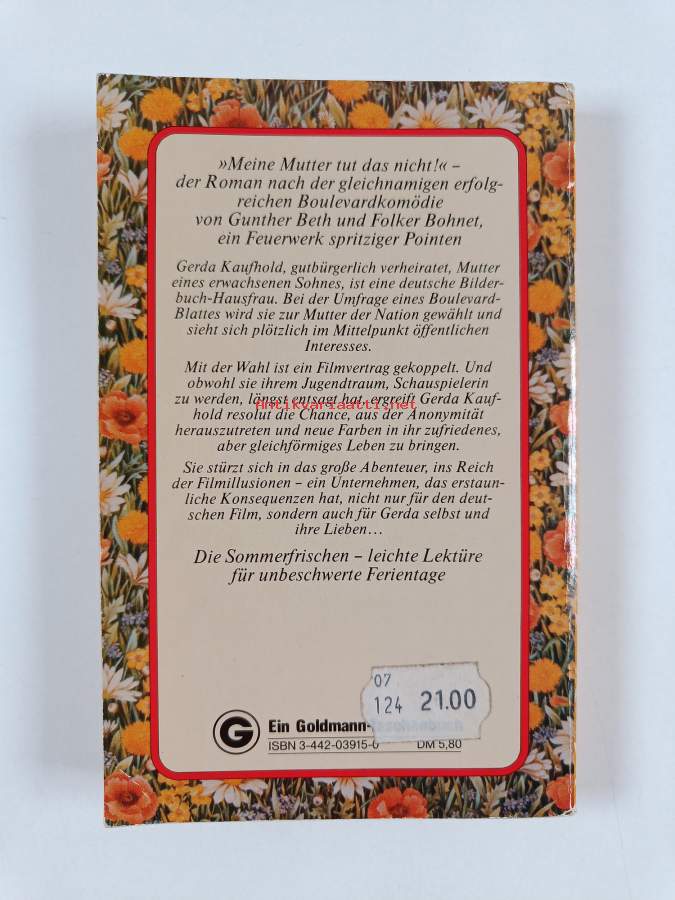 »Meine Mutter tut das nicht!« –
der Roman nach der gleichnamigen erfolg-
reichen Boulevardkomödie
von Gunther Beth und Folker Bohnet,
ein Feuerwerk spritziger Pointen
Gerda Kaufhold, gutbürgerlich verheiratet, Mutter
eines erwachsenen Sohnes, ist eine deutsche Bilder-
buch-Hausfrau. Bei der Umfrage eines Boulevard-
Blattes wird sie zur Mutter der Nation gewählt und
sieht sich plötzlich im Mittelpunkt öffentlichen
Interesses.
Mit der Wahl ist ein Filmvertrag gekoppelt. Und
obwohl sie ihrem Jugendtraum, Schauspielerin
zu werden, längst entsagt hat, ergreift Gerda Kauf-
Antikvariaatti.net
hold resolut die Chance, aus der Anonymität
herauszutreten und neue Farben in ihr zufriedenes,
aber gleichförmiges Leben zu bringen.
Sie stürzt sich in das große Abenteuer, ins Reich
der Filmillusionen – ein Unternehmen, das erstaun-
liche Konsequenzen hat, nicht nur für den deut-
schen Film, sondern auch für Gerda selbst und
ihre Lieben...
Die Sommerfrischen – leichte Lektüre
für unbeschwerte Ferientage
07
124 21.00
G Ein Goldmann-
ISBN 3-442-03915-0 DM 5,80